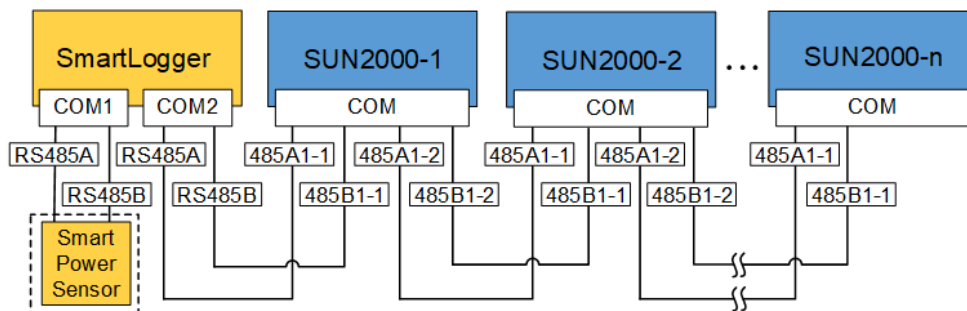 SmartLogger
SUN2000-1
SUN2000-2
...
SUN2000-n
COM1
COM2
COM
COM
COM
RS485A
RS485A
485A1-1
485A1-2
485A1-1
485A1-2
485A1-1
RS485B
RS485B
485B1-1
485B1-2
485B1-1
485B1-2
485B1-1
Smart
Power
Sensor